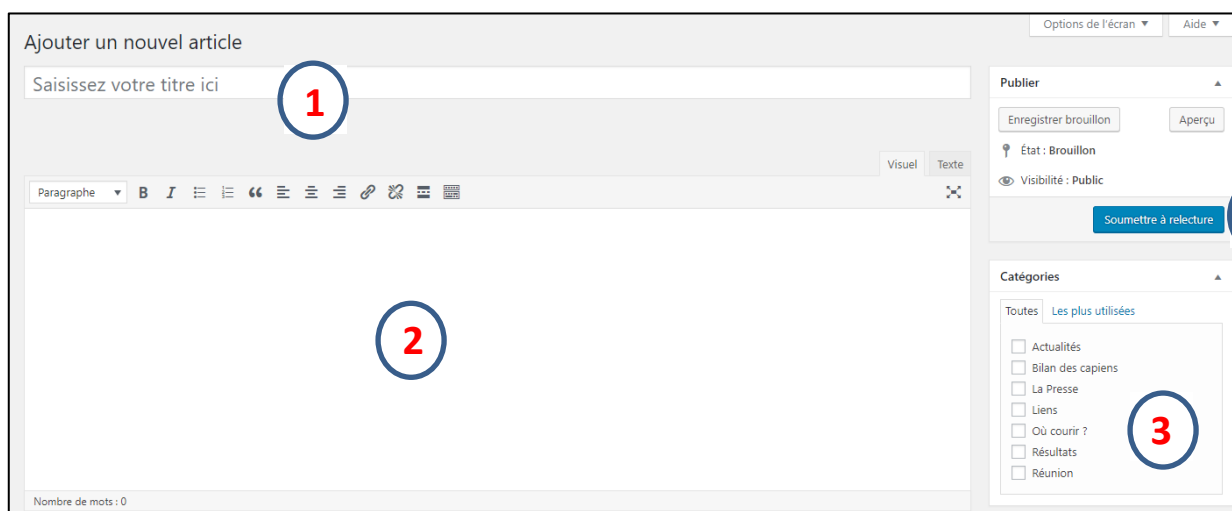 Options de l'écran ▼ Aide ▼
Ajouter un nouvel article
Saisissez votre titre ici
1
Publier
Enregistrer brouillon Aperçu
État : Brouillon
Visibilité : Public
Soumettre à relecture
Visuel Texte
Paragraphe
2
Catégories
Toutes Les plus utilisées
Actualités
Bilan des capiens
La Presse
Liens
Où courir ?
Résultats
Réunion
3
Nombre de mots : 0